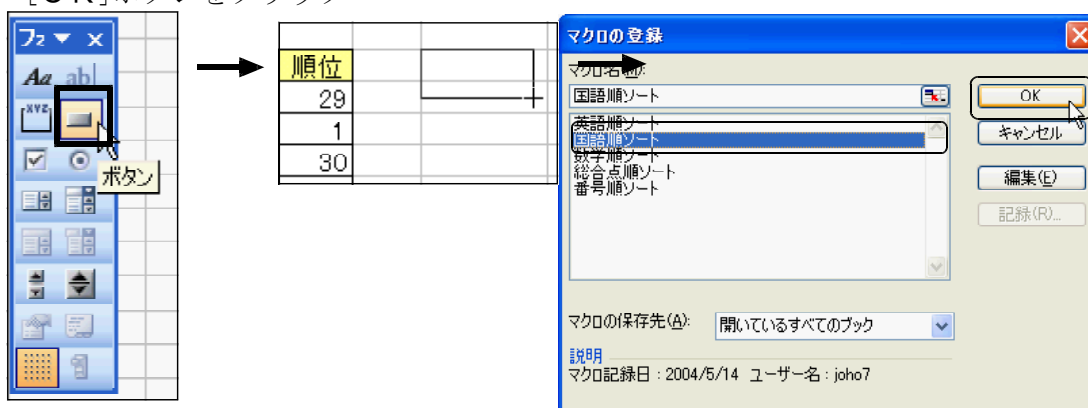 [OK]ボタンをクリック
フォ
Aa ab
XYZ
ボタン
順位
29
1
30
マクロの登録
マクロ名(M):
国語順ソート
英語順ソート
国語順ソート
数学順ソート
総合点順ソート
番号順ソート
OK
キャンセル
編集(E)
記録(R)...
マクロの保存先(A): 開いているすべてのブック
説明
マクロ記録日:2004/5/14 ユーザー名:joho7